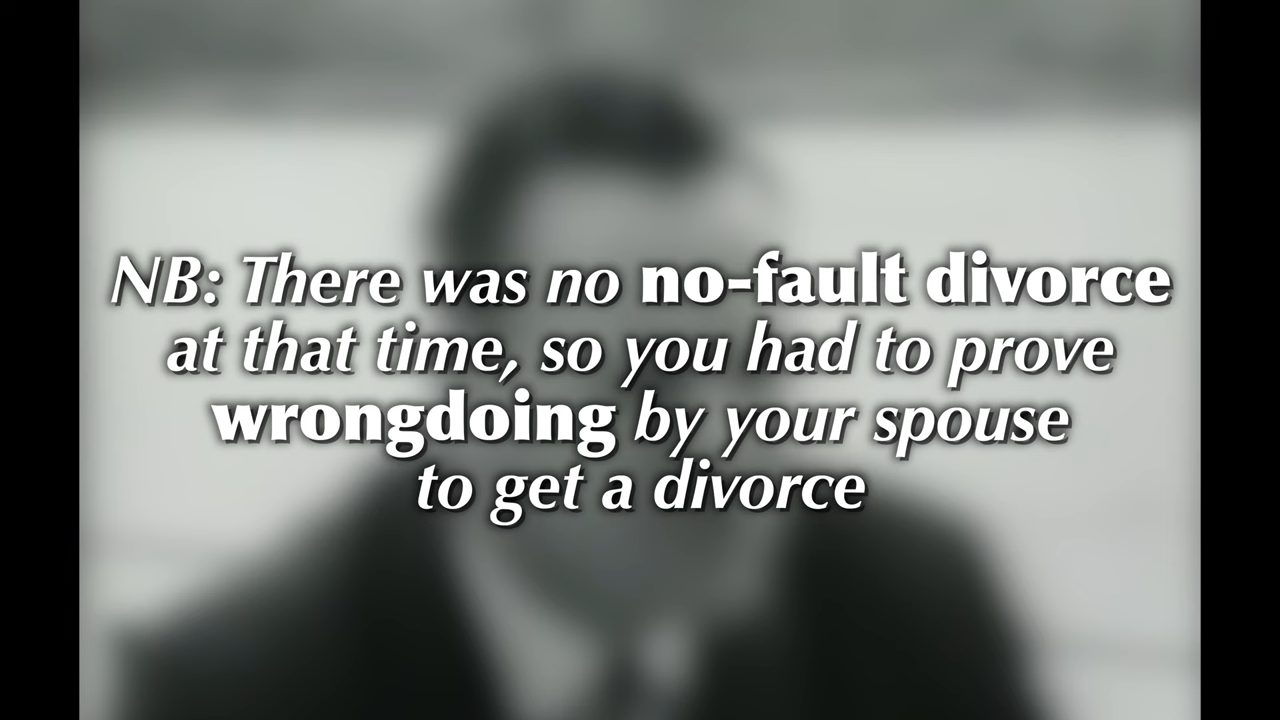 NB: There was no no-fault divorce
at that time, so you had to prove
wrongdoing by your spouse
to get a divorce